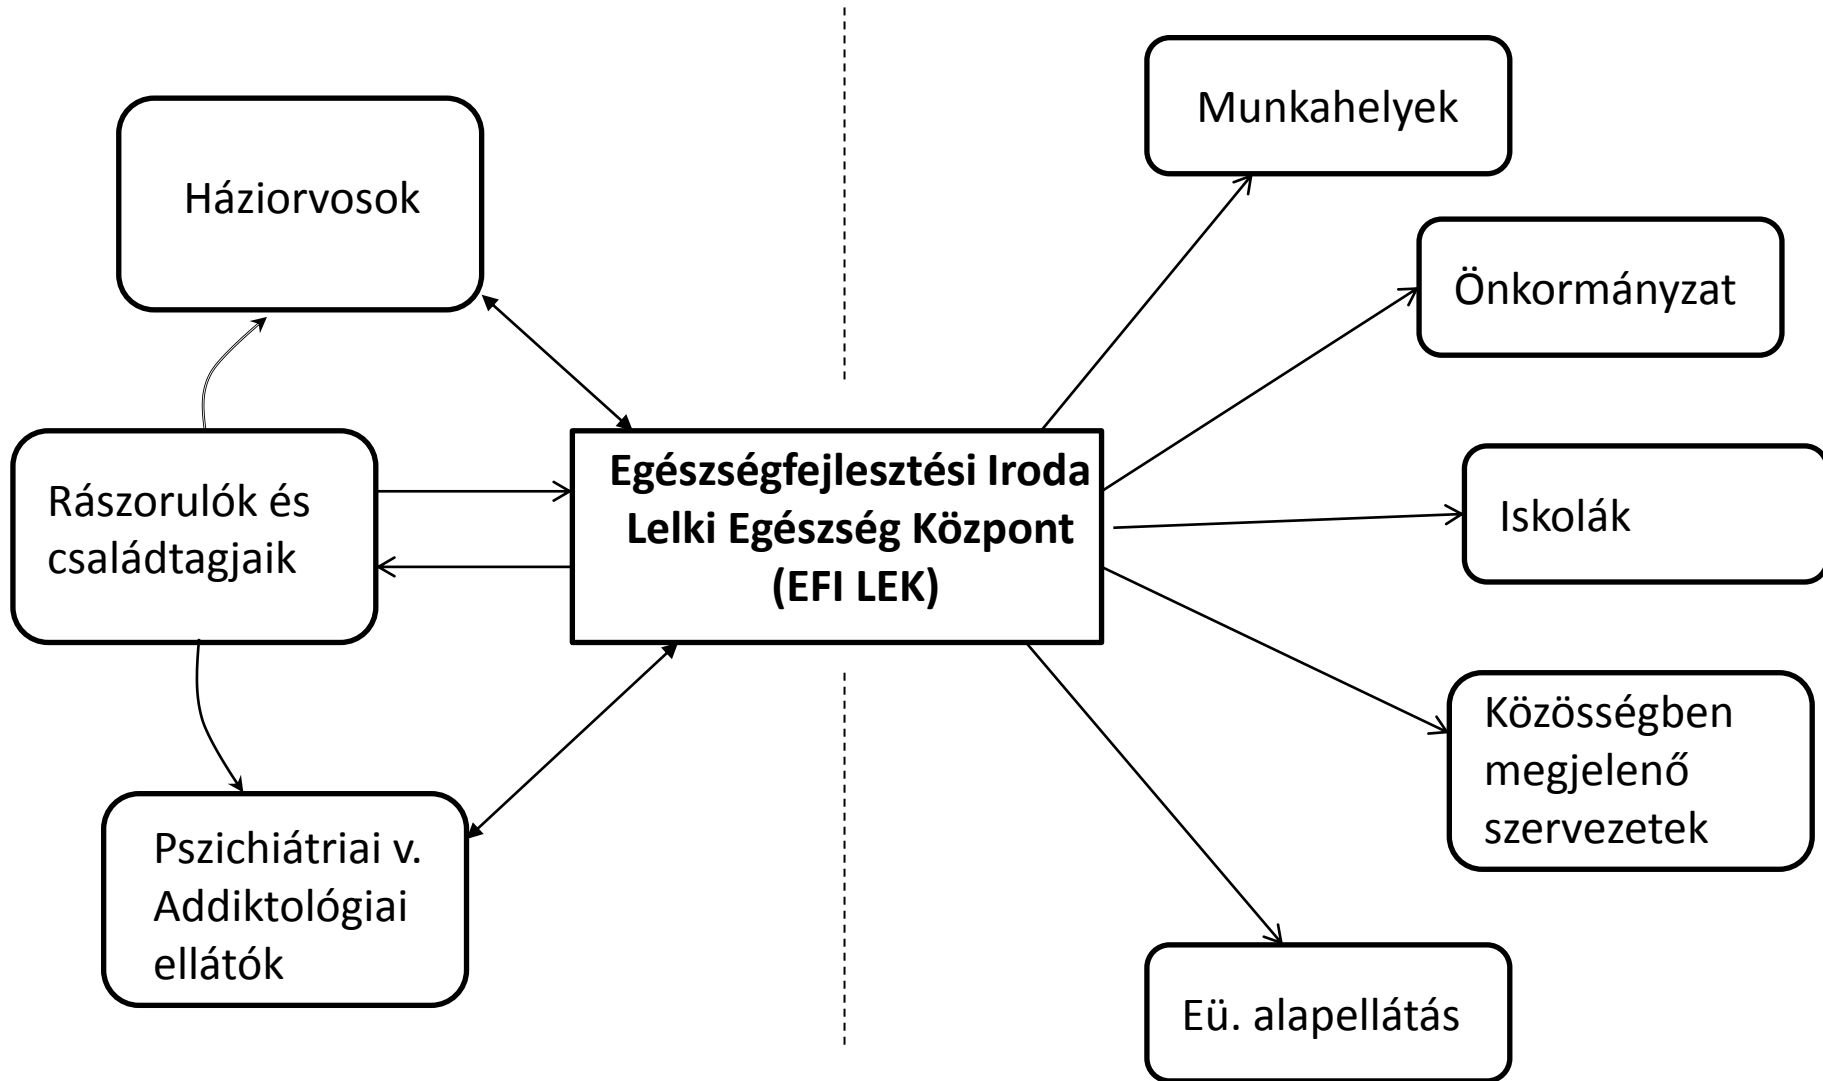 Munkahelyek
Háziorvosok
Önkormányzat
Egészségfejlesztési Iroda
Lelki Egészség Központ
(EFI LEK)
Rászorulók és
családtagjaik
Iskolák
Közösségben
megjelenő
szervezetek
Pszichiátriai v.
Addiktológiai
ellátók
Eü. alapellátás